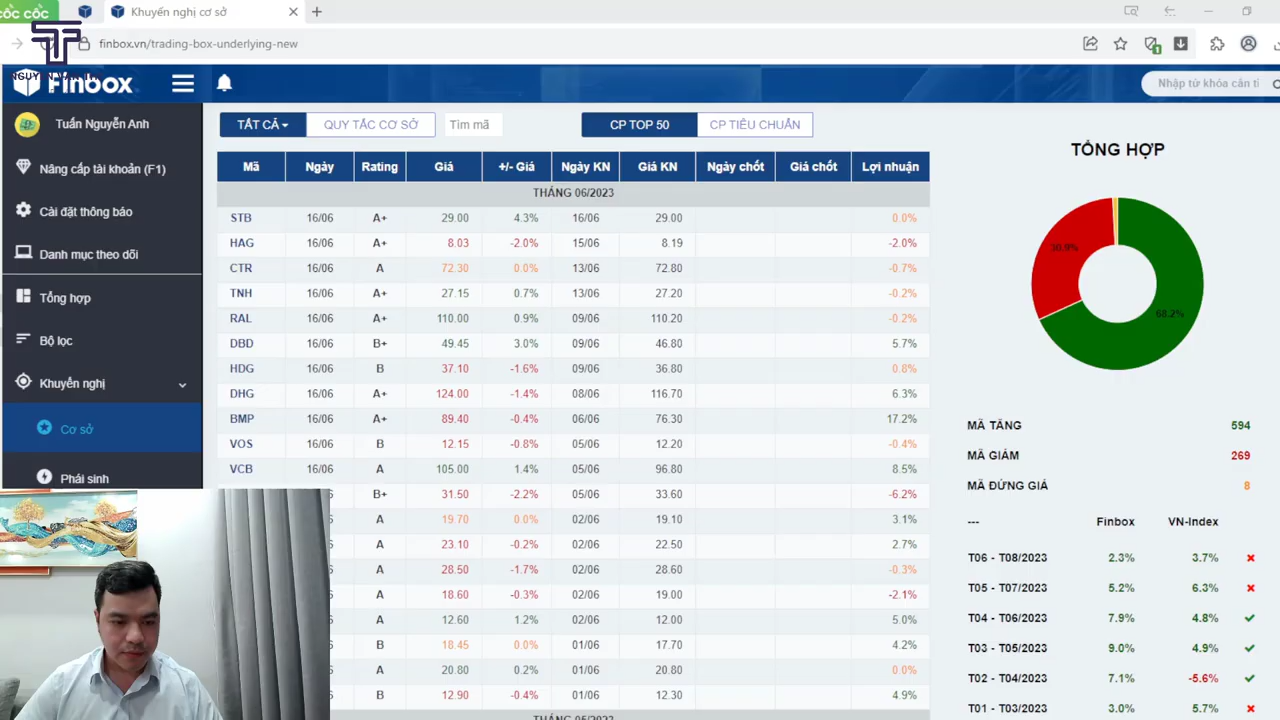 cốc cốc
Khuyến nghị cơ sở
finbox.vn/trading-box-underlying-new
Finbox
Nhập từ khóa cần tì
Tuấn Nguyễn Anh
Nâng cấp tài khoản (F1)
Cài đặt thông báo
Danh mục theo dõi
Tổng hợp
Bộ lọc
Khuyến nghị
Cơ sở
Phái sinh
TẤT CẢ QUY TẮC CƠ SỞ Tìm mã CP TOP 50 CP TIÊU CHUẨN
Mã Ngày Rating Giá +/- Giá Ngày KN Giá KN Ngày chốt Giá chốt Lợi nhuận
THÁNG 06/2023
STB 16/06 A+ 29.00 4.3% 16/06 29.00 0.0%
HAG 16/06 A+ 8.03 -2.0% 15/06 8.19 -2.0%
CTR 16/06 A 72.30 0.0% 13/06 72.80 -0.7%
TNH 16/06 A+ 27.15 0.7% 13/06 27.20 -0.2%
RAL 16/06 A+ 110.00 0.9% 09/06 110.20 -0.2%
DBD 16/06 B+ 49.45 3.0% 09/06 46.80 5.7%
HDG 16/06 B 37.10 -1.6% 09/06 36.80 0.8%
DHG 16/06 A+ 124.00 -1.4% 08/06 116.70 6.3%
BMP 16/06 A+ 89.40 -0.4% 06/06 76.30 17.2%
VOS 16/06 B 12.15 -0.8% 05/06 12.20 -0.4%
VCB 16/06 A 105.00 1.4% 05/06 96.80 8.5%
B+ 31.50 -2.2% 05/06 33.60 -6.2%
A 19.70 0.0% 02/06 19.10 3.1%
A 23.10 -0.2% 02/06 22.50 2.7%
A 28.50 -1.7% 02/06 28.60 -0.3%
A 18.60 -0.3% 02/06 19.00 -2.1%
A 12.60 1.2% 02/06 12.00 5.0%
B 18.45 0.0% 01/06 17.70 4.2%
A 20.80 0.2% 01/06 20.80 0.0%
B 12.90 -0.4% 01/06 12.30 4.9%
THÁNG 05/2023
TỔNG HỢP
30.9%
68.2%
MÃ TĂNG 594
MÃ GIẢM 269
MÃ ĐỨNG GIÁ 8
--- Finbox VN-Index
T06 - T08/2023 2.3% 3.7%
T05 - T07/2023 5.2% 6.3%
T04 - T06/2023 7.9% 4.8%
T03 - T05/2023 9.0% 4.9%
T02 - T04/2023 7.1% -5.6%
T01 - T03/2023 3.0% 5.7%